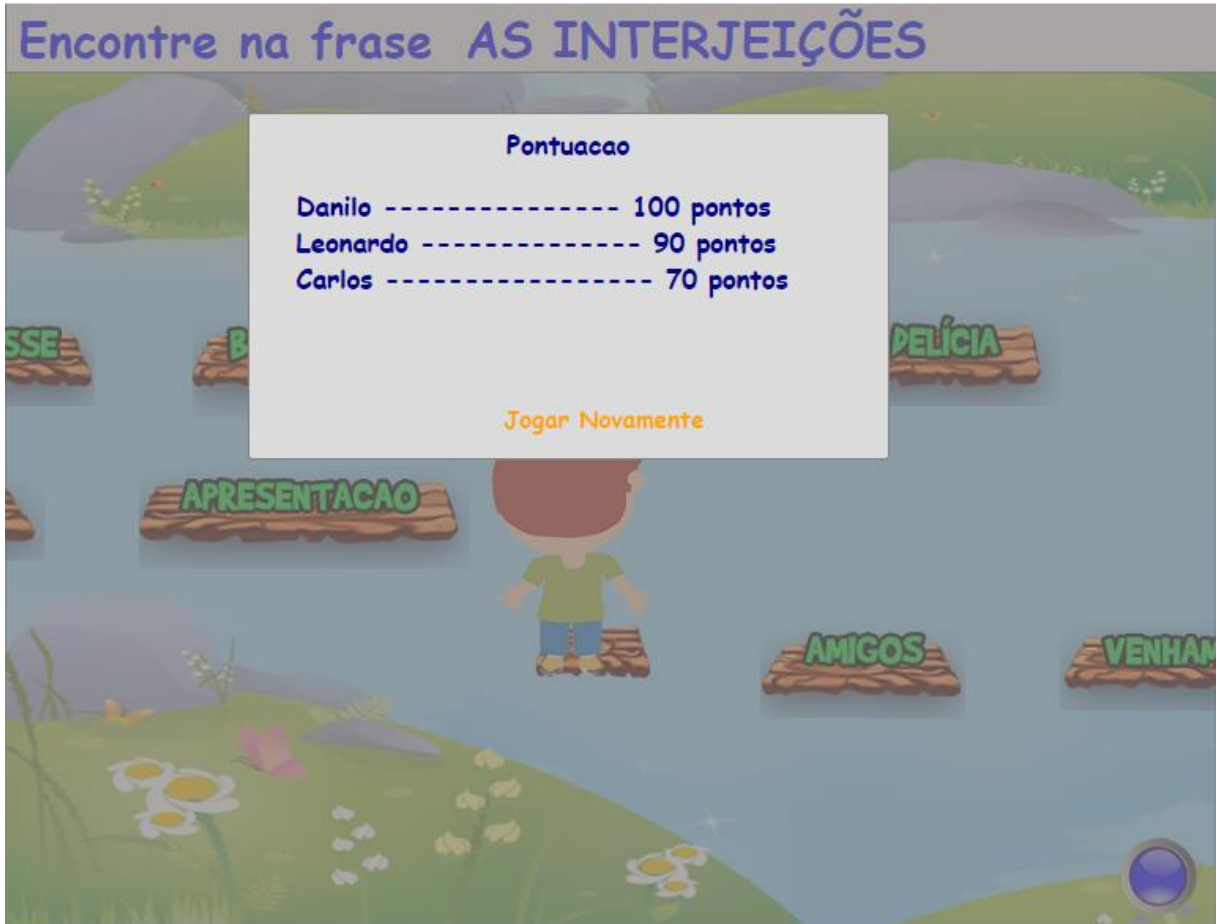 Encontre na frase AS INTERJEIÇÕES
Pontuacao
Danilo --------------- 100 pontos
Leonardo -------------- 90 pontos
Carlos ----------------- 70 pontos
DELÍCIA
Jogar Novamente
APRESENTACAO
AMIGOS